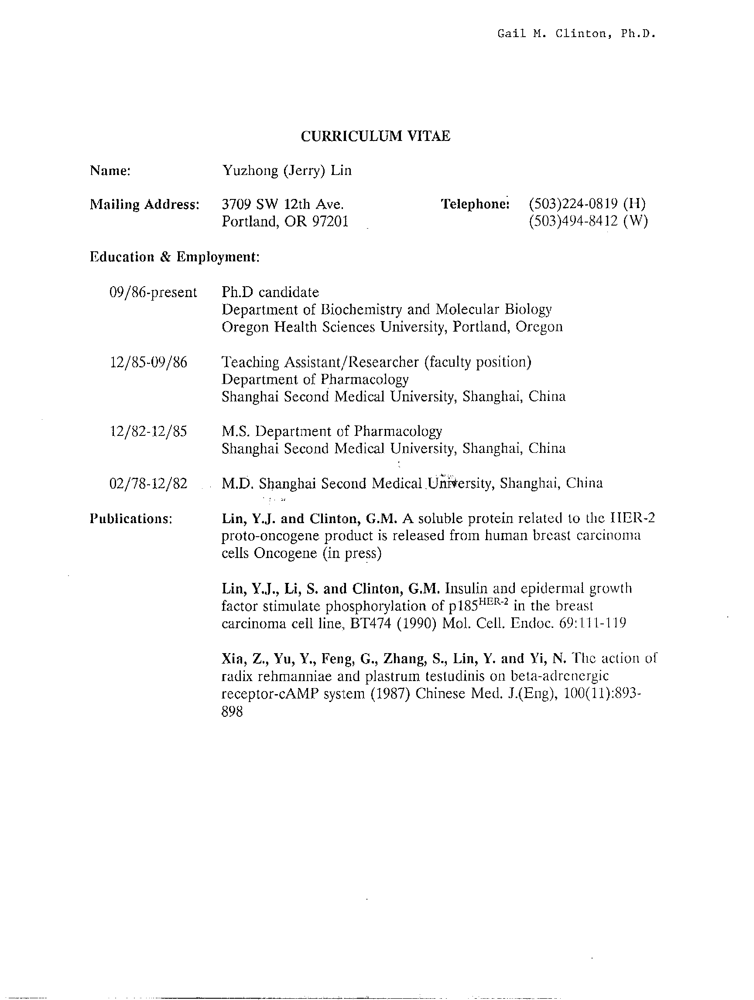 Gail M. Clinton, Ph.D.
CURRICULUM VITAE
Name: Yuzhong (Jerry) Lin
Mailing Address: 3709 SW 12th Ave. Telephone: (503)224-0819 (H)
Portland, OR 97201 (503)494-8412 (W)
Education & Employment:
09/86-present Ph.D candidate
Department of Biochemistry and Molecular Biology
Oregon Health Sciences University, Portland, Oregon
12/85-09/86 Teaching Assistant/Researcher (faculty position)
Department of Pharmacology
Shanghai Second Medical University, Shanghai, China
12/82-12/85 M.S. Department of Pharmacology
Shanghai Second Medical University, Shanghai, China
02/78-12/82 M.D. Shanghai Second Medical University, Shanghai, China
Publications: Lin, Y.J. and Clinton, G.M. A soluble protein related to the HER-2
proto-oncogene product is released from human breast carcinoma
cells Oncogene (in press)
Lin, Y.J., Li, S. and Clinton, G.M. Insulin and epidermal growth
factor stimulate phosphorylation of p185HER-2 in the breast
carcinoma cell line, BT474 (1990) Mol. Cell. Endoc. 69:111-119
Xia, Z., Yu, Y., Feng, G., Zhang, S., Lin, Y. and Yi, N. The action of
radix rehmanniae and plastrum testudinis on beta-adrenergic
receptor-cAMP system (1987) Chinese Med. J.(Eng), 100(11):893-
898